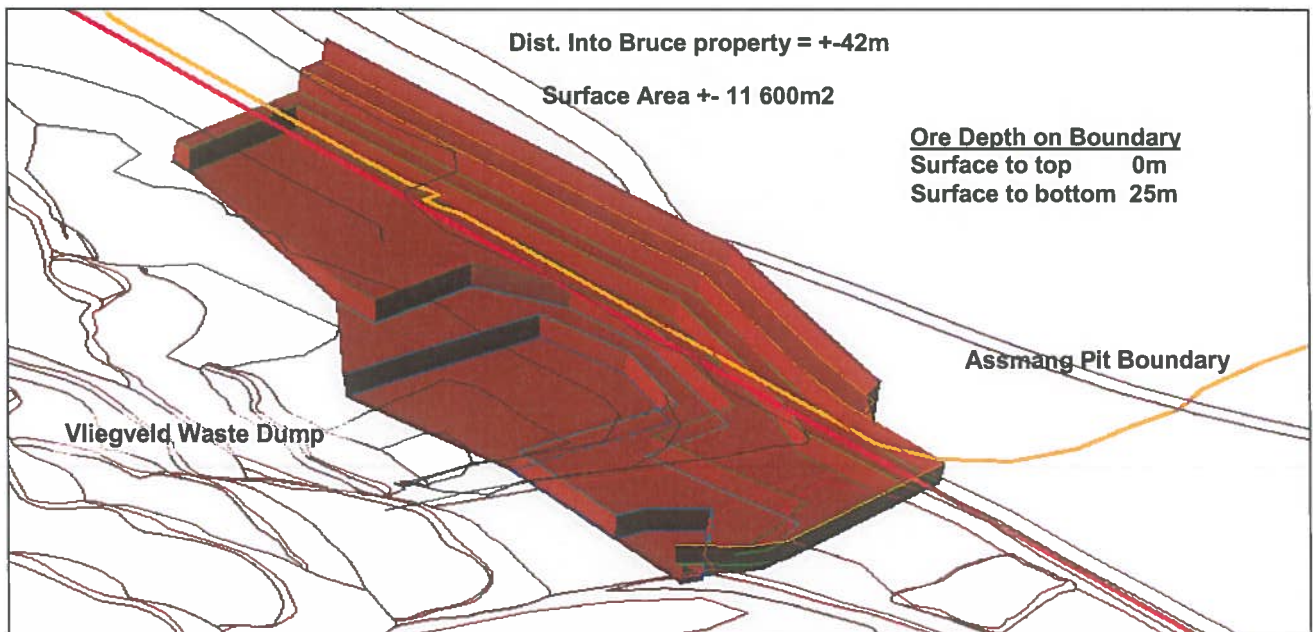 Dist. Into Bruce property = +-42m
Surface Area +- 11 600m2
Ore Depth on Boundary
Surface to top 0m
Surface to bottom 25m
Assmang Pit Boundary
Vliegveld Waste Dump